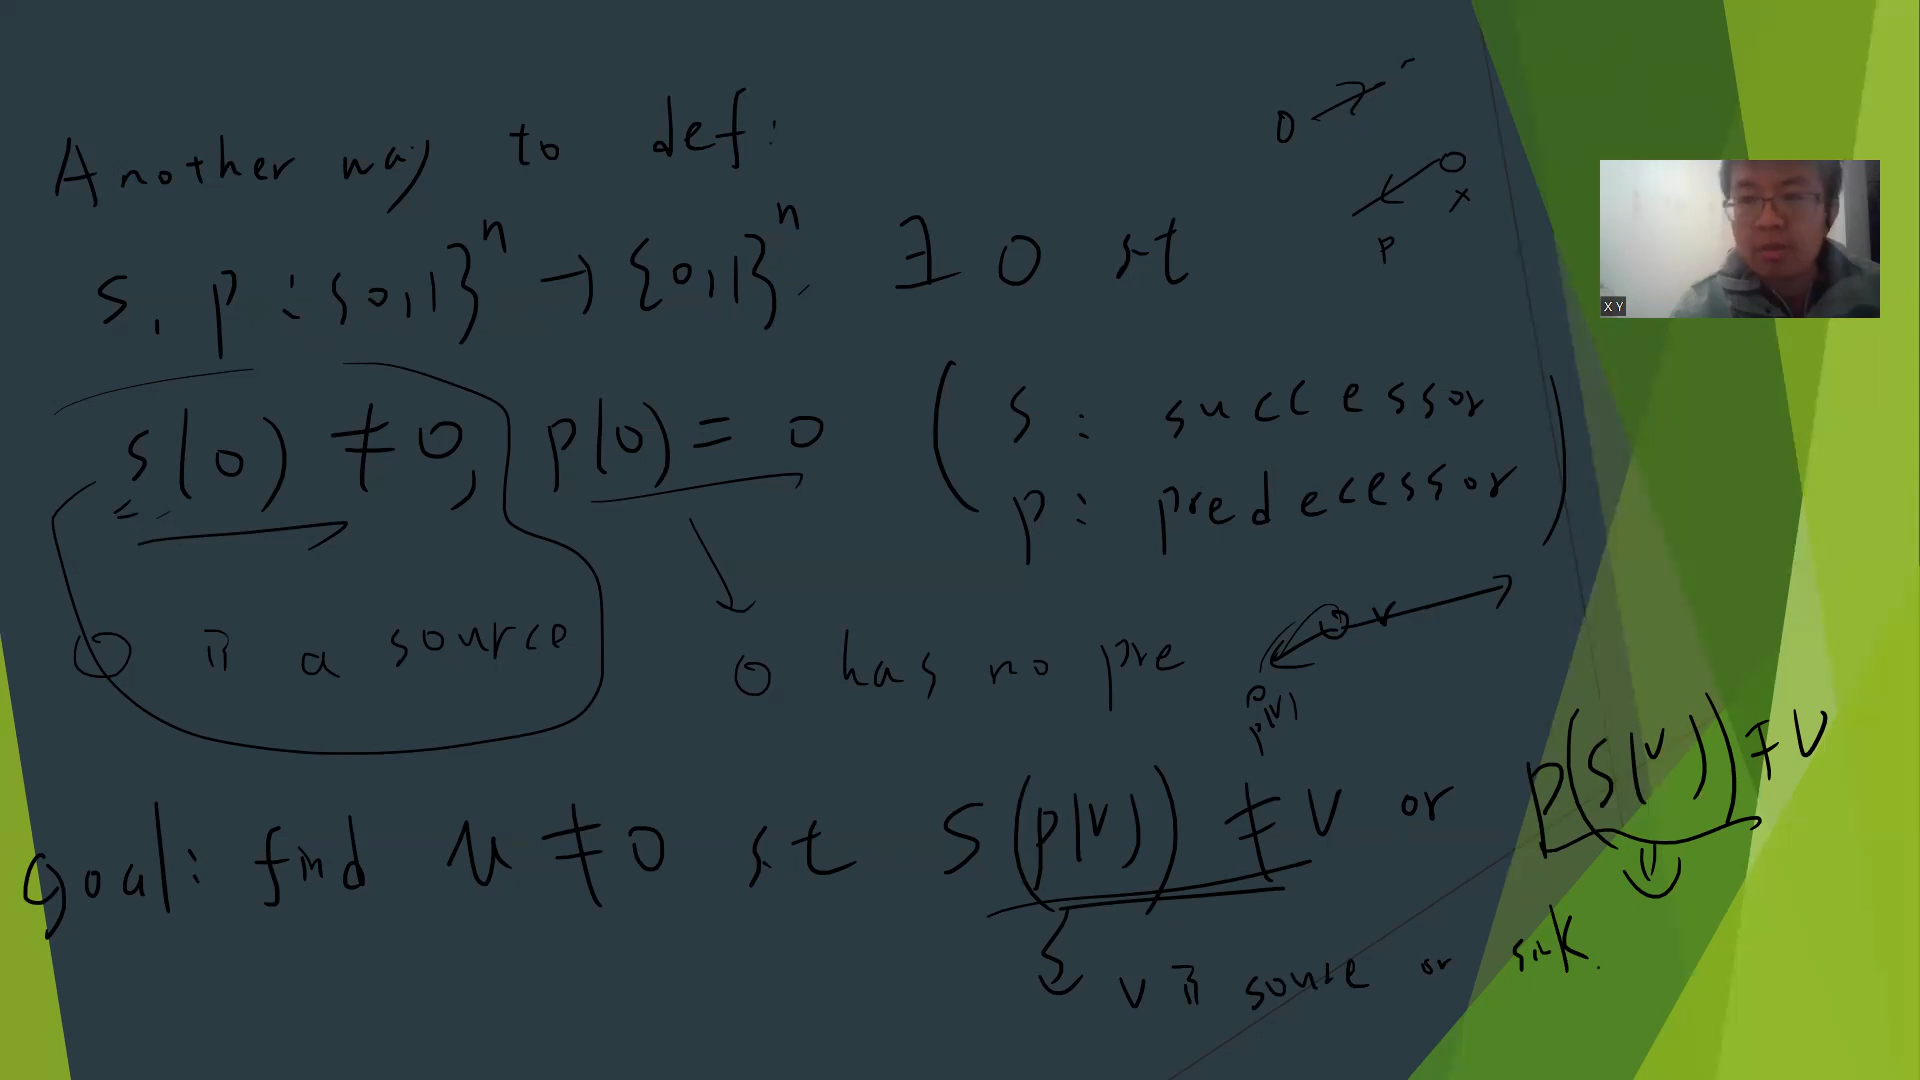 Another way to def:
s, p : {0,1}^n → {0,1}^n. ∃ 0 st
s(0) ≠ 0, p(0) = 0 ( s : successor
p : predecessor )
0 is a source
0 has no pre
goal: find u ≠ 0 s.t S(p(v)) ≠ v or p(s(v)) ≠ v
v is source or sink.
0
x
p
v
p(v)
X Y